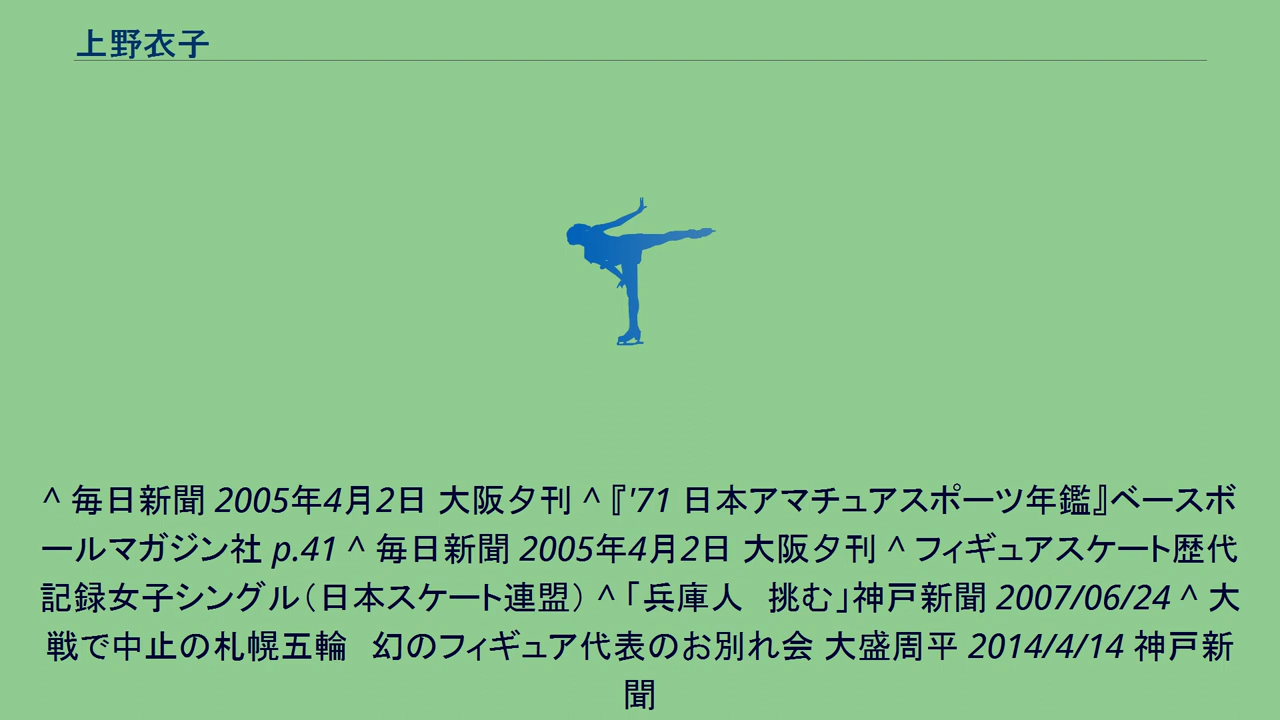 上野衣子
^ 毎日新聞 2005年4月2日 大阪夕刊 ^ 『'71 日本アマチュアスポーツ年鑑』ベースボ
ールマガジン社 p.41 ^ 毎日新聞 2005年4月2日 大阪夕刊 ^ フィギュアスケート歴代
記録女子シングル（日本スケート連盟） ^ 「兵庫人　挑む」神戸新聞 2007/06/24 ^ 大
戦で中止の札幌五輪　幻のフィギュア代表のお別れ会 大盛周平 2014/4/14 神戸新
聞